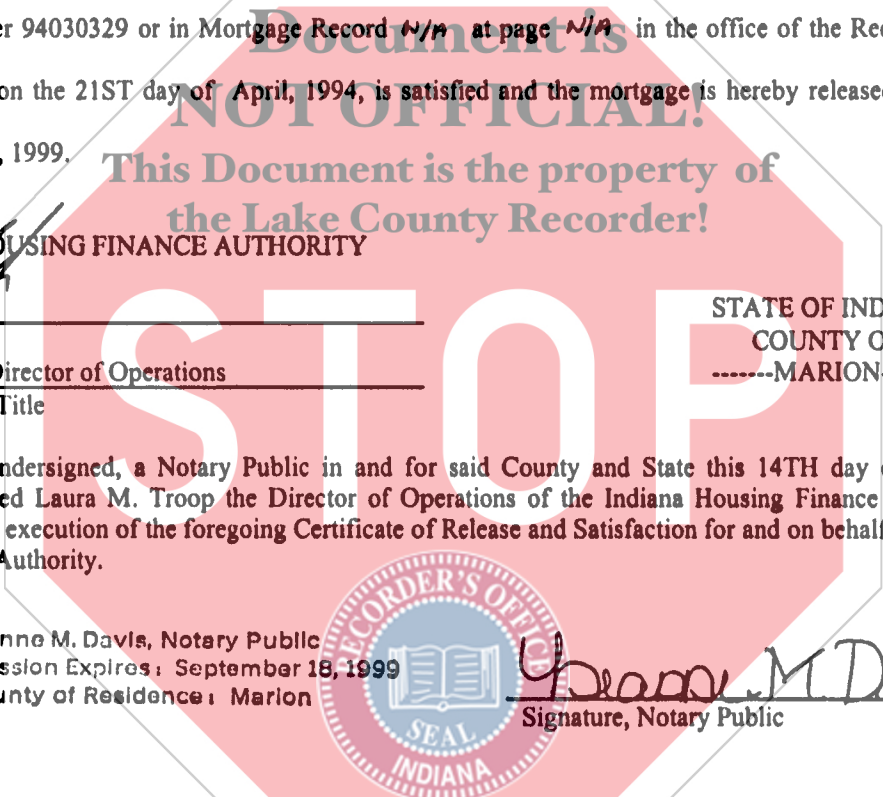 er 94030329 or in Mortgage Record N/A at page N/A in the office of the Rec
Document is
on the 21ST day of April, 1994, is satisfied and the mortgage is hereby released
NOT OFFICIAL!
, 1999.
This Document is the property of
the Lake County Recorder!
USING FINANCE AUTHORITY
STOP
STATE OF IND
COUNTY O
-------MARION-
Director of Operations
Title
ndersigned, a Notary Public in and for said County and State this 14TH day
ed Laura M. Troop the Director of Operations of the Indiana Housing Finance
execution of the foregoing Certificate of Release and Satisfaction for and on behalf
Authority.
RECORDER'S OFFICE
SEAL
INDIANA
nne M. Davis, Notary Public
ssion Expires: September 18, 1999
unty of Residence: Marion
M. D
Signature, Notary Public